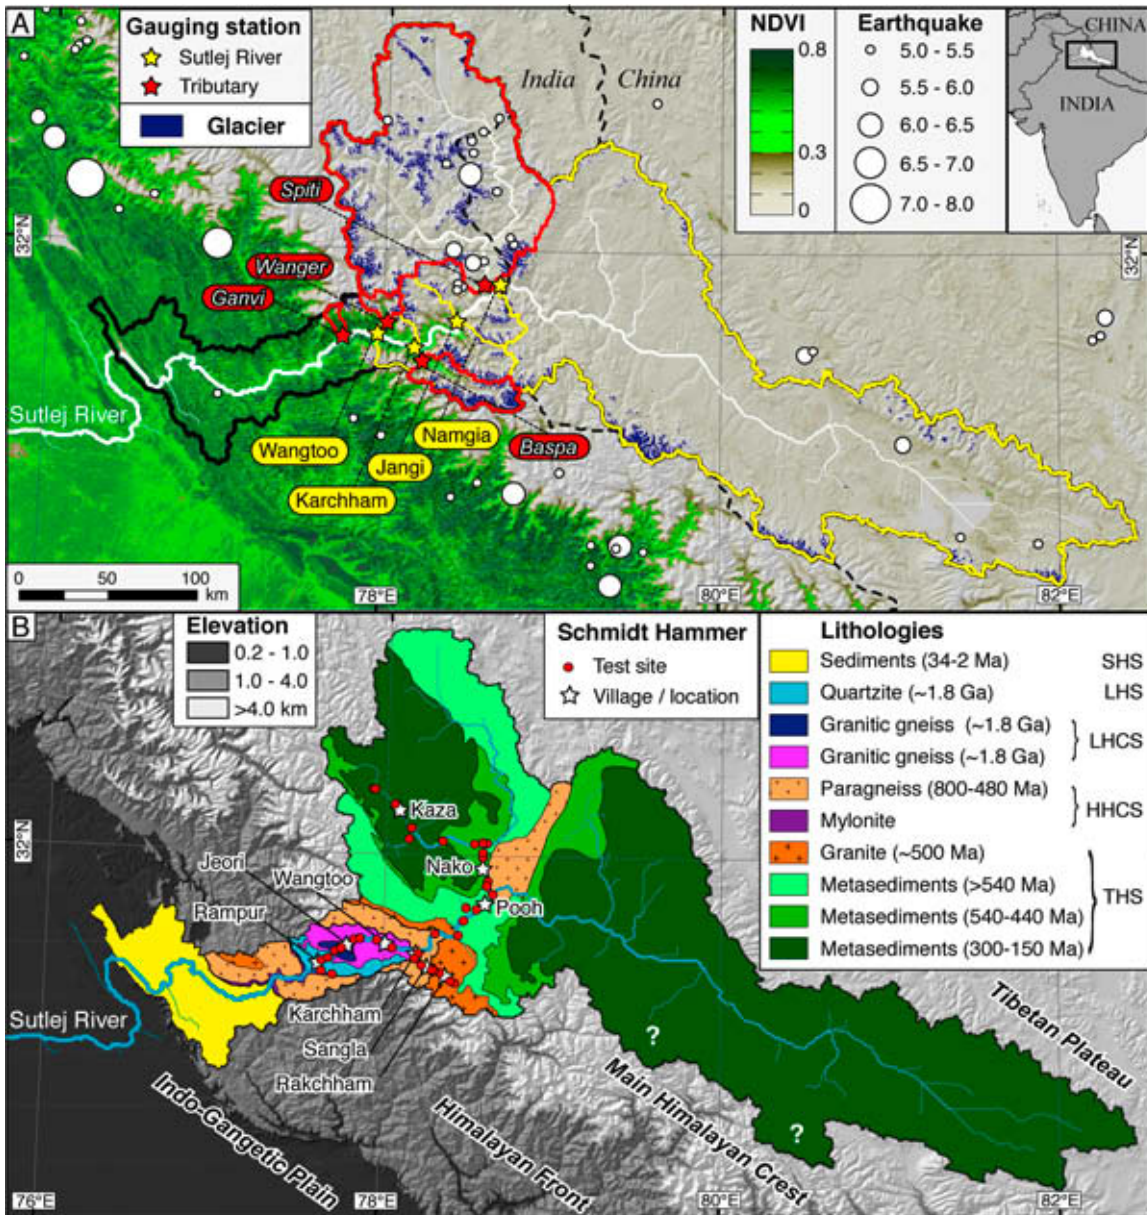 A
Gauging station
Sutlej River
Tributary
Glacier
India
China
NDVI
0.8
0.3
0
Earthquake
5.0 - 5.5
5.5 - 6.0
6.0 - 6.5
6.5 - 7.0
7.0 - 8.0
CHINA
INDIA
32°N
32°N
Spiti
Wanger
Ganvi
Sutlej River
Wangtoo
Namgia
Jangi
Karchham
Baspa
0 50 100
km
78°E
80°E
82°E
B
Elevation
0.2 - 1.0
1.0 - 4.0
>4.0 km
Schmidt Hammer
Test site
Village / location
Lithologies
Sediments (34-2 Ma) SHS
Quartzite (~1.8 Ga) LHS
Granitic gneiss (~1.8 Ga)
LHCS
Granitic gneiss (~1.8 Ga)
Paragneiss (800-480 Ma)
HHCS
Mylonite
Granite (~500 Ma)
Metasediments (>540 Ma)
THS
Metasediments (540-440 Ma)
Metasediments (300-150 Ma)
32°N
Kaza
Jeori
Wangtoo
Nako
Rampur
Pooh
Sutlej River
Karchham
Sangla
Rakchham
?
?
Tibetan Plateau
Main Himalayan Crest
Himalayan Front
Indo-Gangetic Plain
76°E
78°E
80°E
82°E